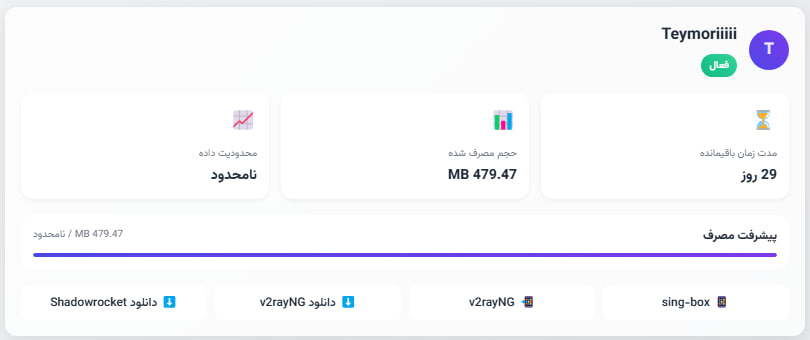 T
Teymoriiiii
فعال
مدت زمان باقیمانده
29 روز
حجم مصرف شده
479.47 MB
محدودیت داده
نامحدود
پیشرفت مصرف
479.47 MB / نامحدود
sing-box
v2rayNG
دانلود v2rayNG
دانلود Shadowrocket